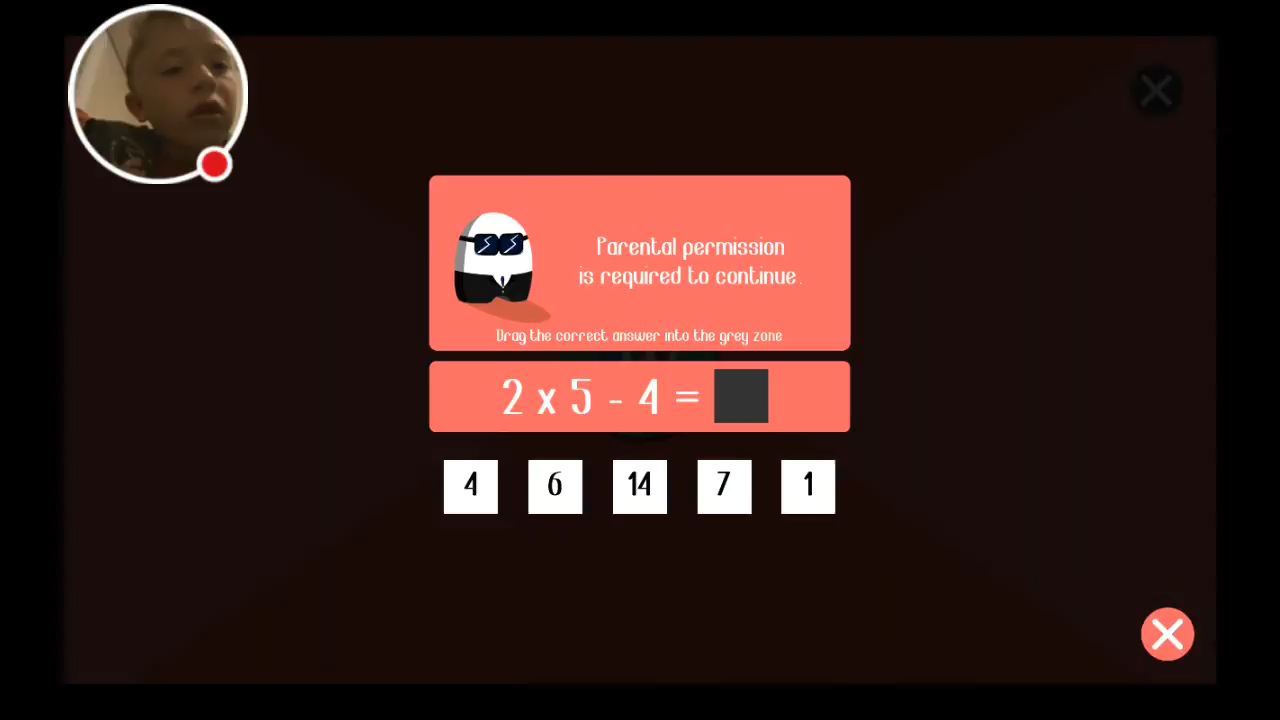 Parental permission
is required to continue.
Drag the correct answer into the grey zone
2 x 5 - 4 =
4 6 14 7 1